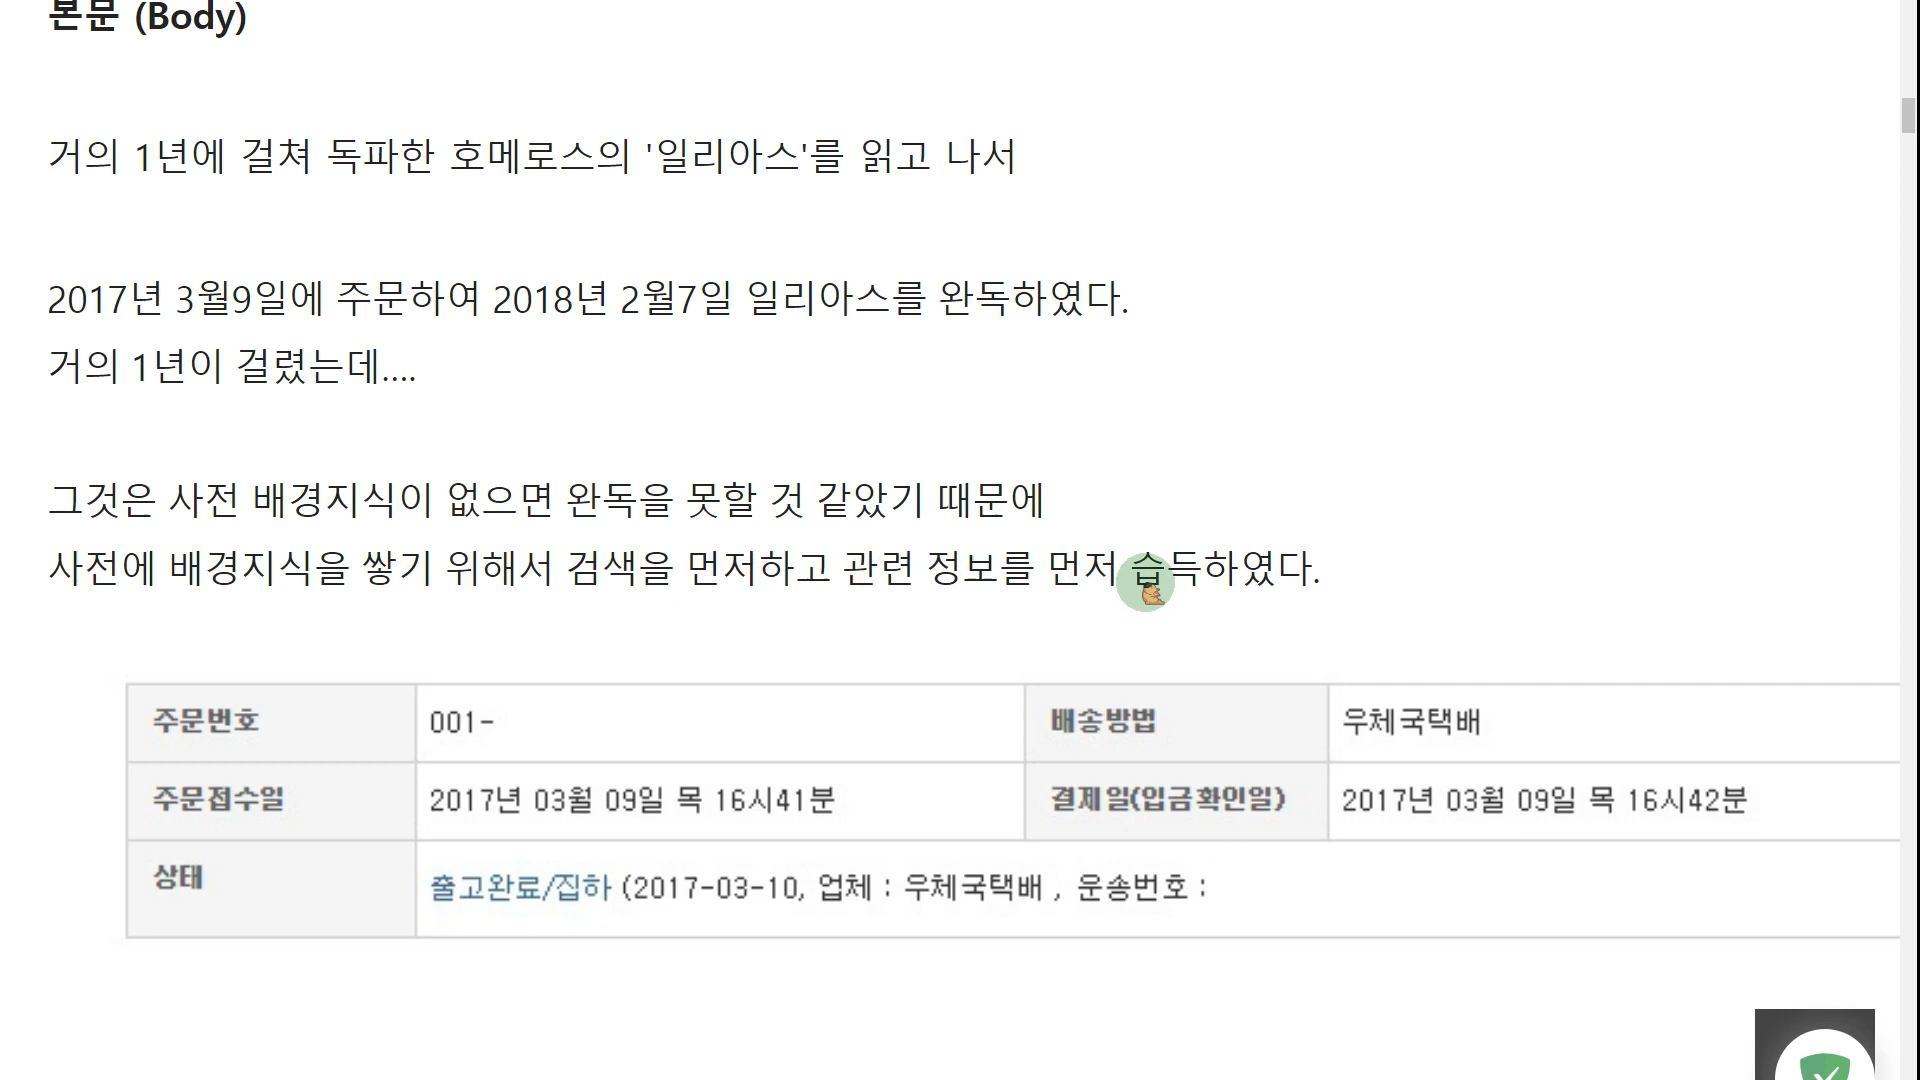 본문 (Body)
거의 1년에 걸쳐 독파한 호메로스의 '일리아스'를 읽고 나서
2017년 3월9일에 주문하여 2018년 2월7일 일리아스를 완독하였다.
거의 1년이 걸렸는데....
그것은 사전 배경지식이 없으면 완독을 못할 것 같았기 때문에
사전에 배경지식을 쌓기 위해서 검색을 먼저하고 관련 정보를 먼저 습득하였다.
주문번호 001- 배송방법 우체국택배
주문접수일 2017년 03월 09일 목 16시41분 결제일(입금확인일) 2017년 03월 09일 목 16시42분
상태 출고완료/집하 (2017-03-10, 업체 : 우체국택배 , 운송번호 :